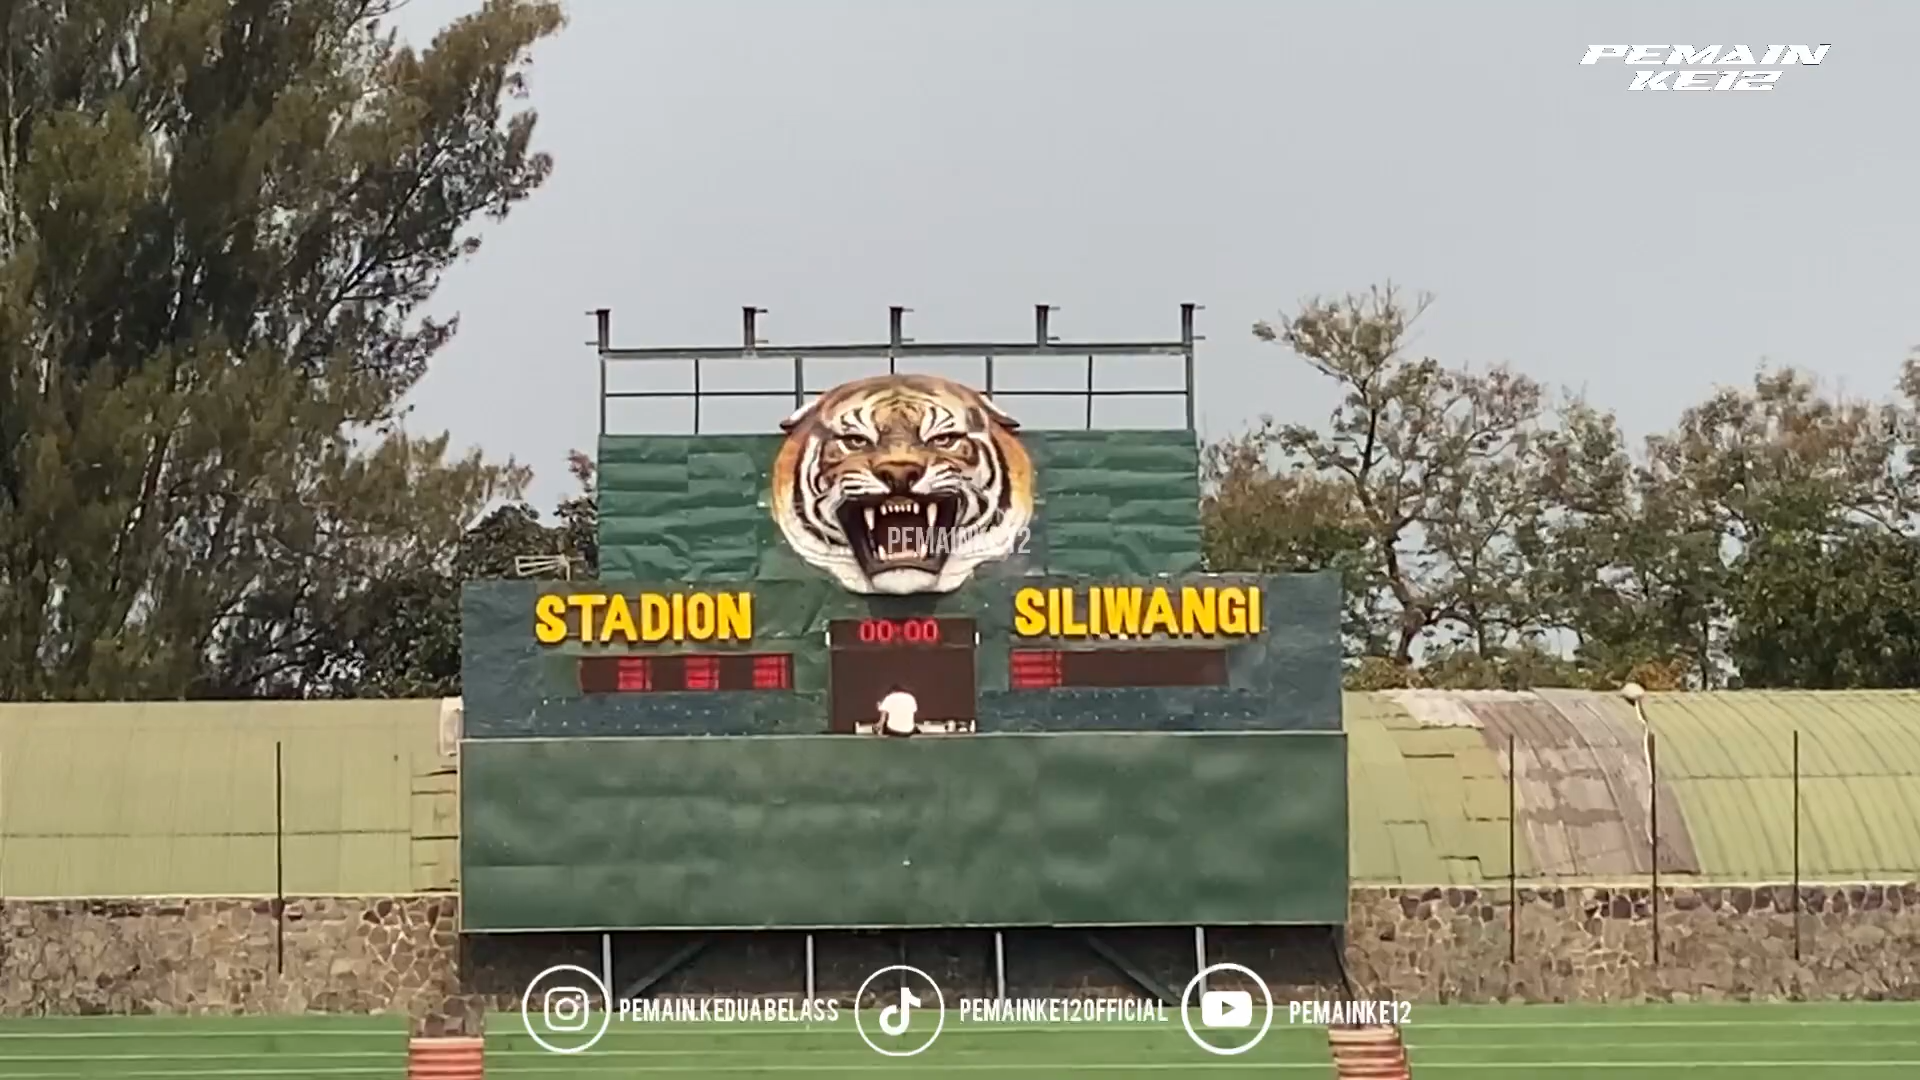 PEMAIN
KE12
PEMAINKE12
STADION SILIWANGI
00:00
PEMAIN.KEDUABELASS PEMAINKE12OFFICIAL PEMAINKE12